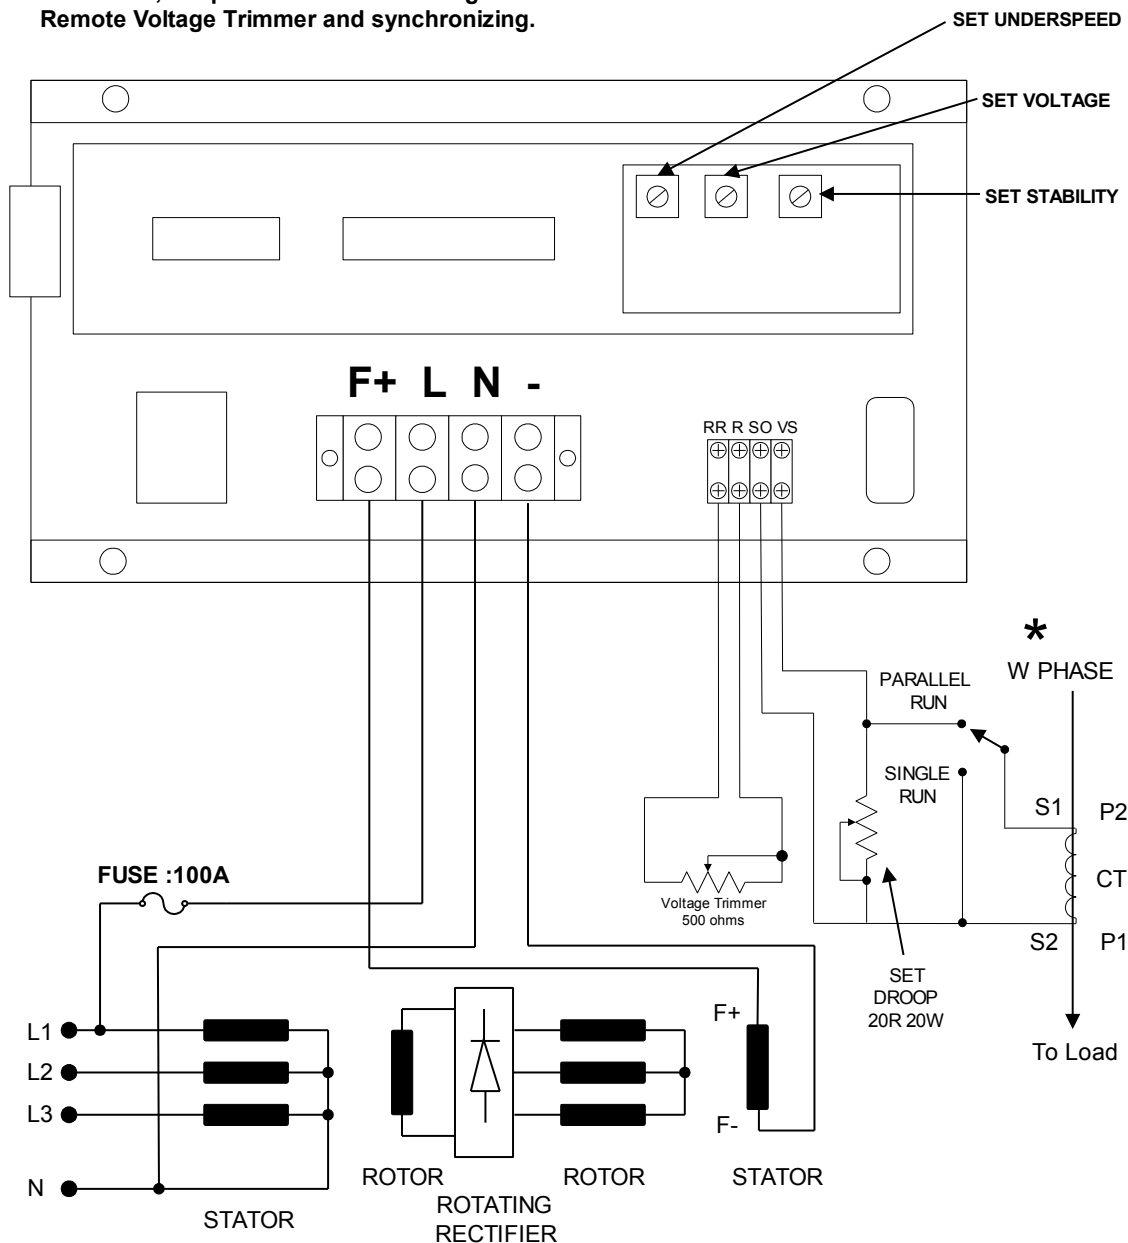 Remote Voltage Trimmer and synchronizing.
SET UNDERSPEED
SET VOLTAGE
SET STABILITY
F+ L N -
RR R SO VS
*
W PHASE
PARALLEL
RUN
SINGLE
RUN
S1
P2
CT
S2
P1
FUSE :100A
Voltage Trimmer
500 ohms
SET
DROOP
20R 20W
To Load
L1
L2
L3
N
F+
F-
STATOR
ROTOR
ROTATING
RECTIFIER
ROTOR
STATOR